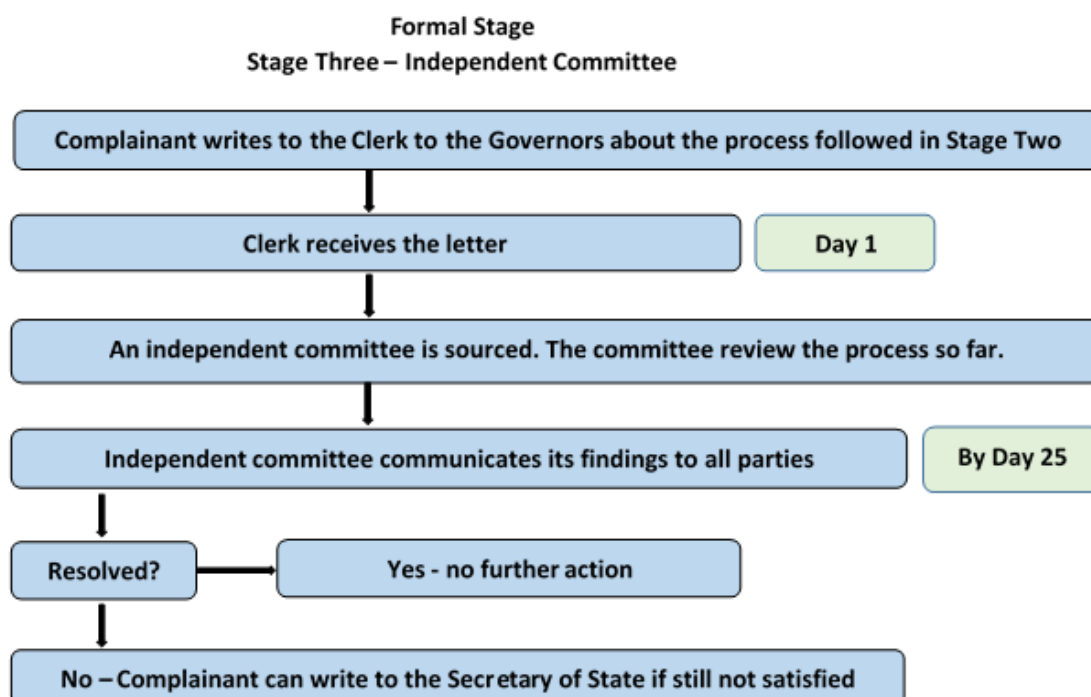 Formal Stage
Stage Three – Independent Committee
Complainant writes to the Clerk to the Governors about the process followed in Stage Two
Clerk receives the letter
Day 1
An independent committee is sourced. The committee review the process so far.
Independent committee communicates its findings to all parties
By Day 25
Resolved?
Yes - no further action
No – Complainant can write to the Secretary of State if still not satisfied